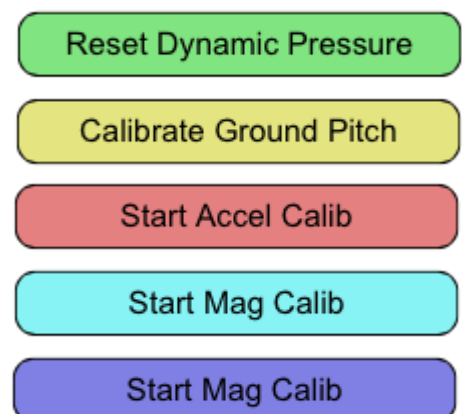 Reset Dynamic Pressure
Calibrate Ground Pitch
Start Accel Calib
Start Mag Calib
Start Mag Calib